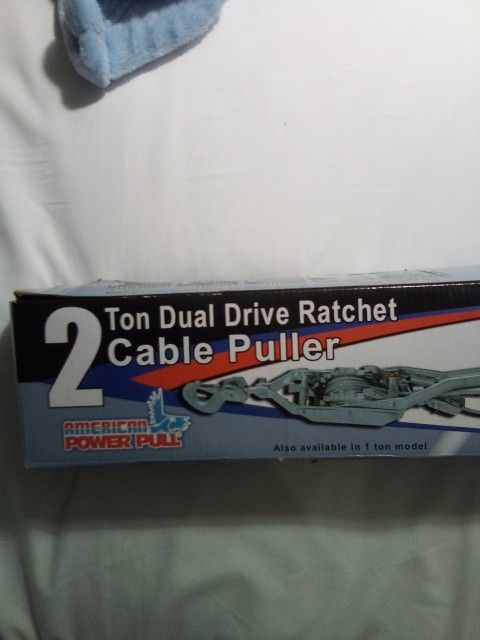 2 Ton Dual Drive Ratchet
Cable Puller
AMERICAN
POWER PULL
Also available in 1 ton model